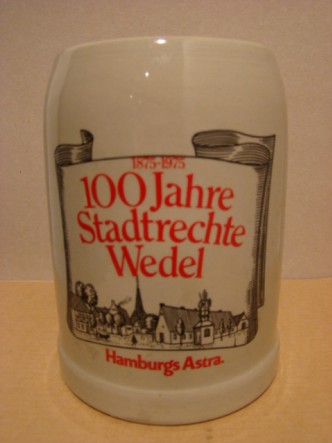 1875-1975
100 Jahre
Stadtrechte
Wedel
Hamburgs Astra.